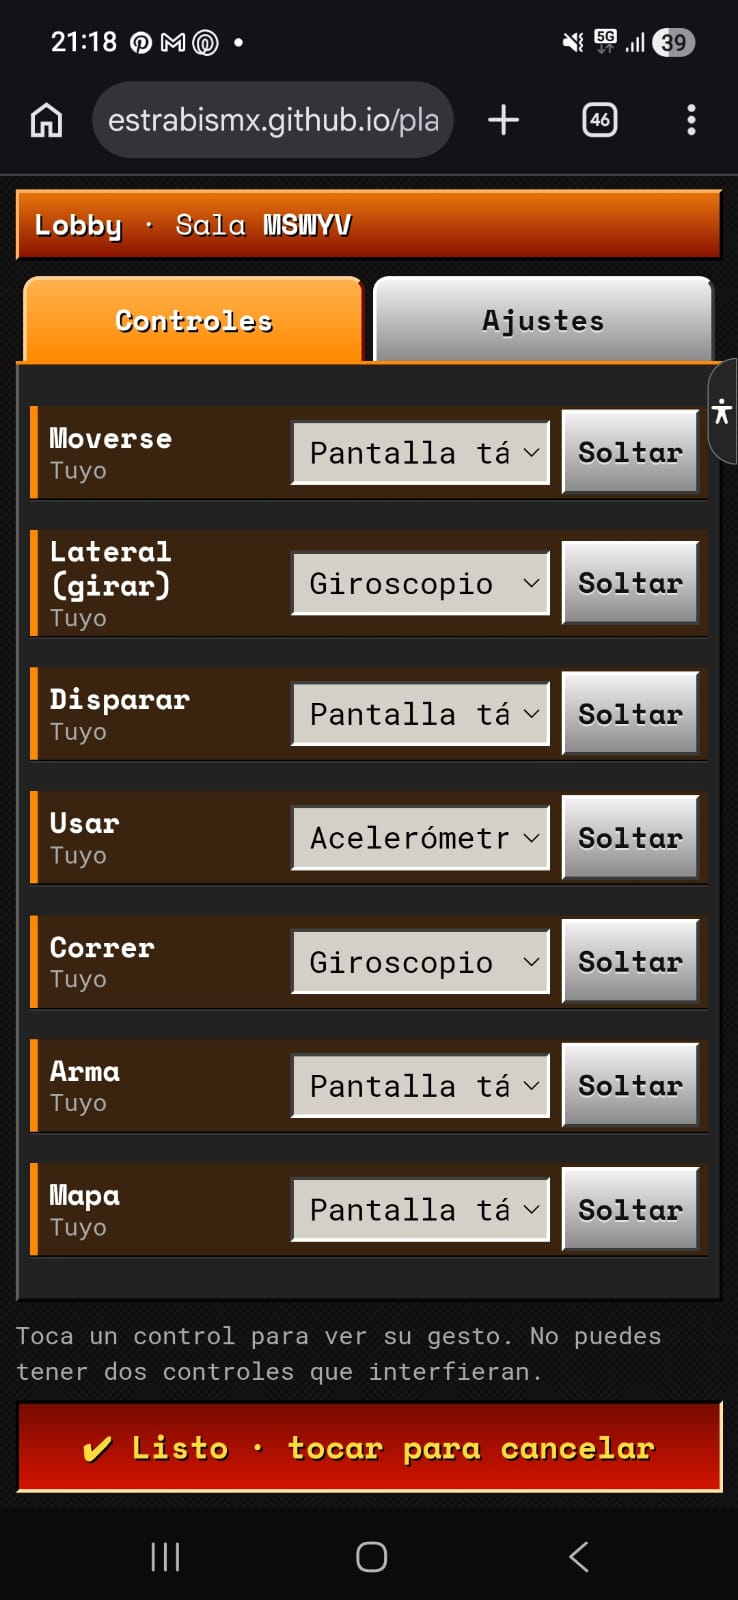 21:18
5G
39
estrabismx.github.io/pla
46
Lobby · Sala MSWYV
Controles
Ajustes
Moverse
Tuyo
Pantalla tá
Soltar
Lateral
(girar)
Tuyo
Giroscopio
Soltar
Disparar
Tuyo
Pantalla tá
Soltar
Usar
Tuyo
Acelerómetr
Soltar
Correr
Tuyo
Giroscopio
Soltar
Arma
Tuyo
Pantalla tá
Soltar
Mapa
Tuyo
Pantalla tá
Soltar
Toca un control para ver su gesto. No puedes
tener dos controles que interfieran.
✔ Listo · tocar para cancelar